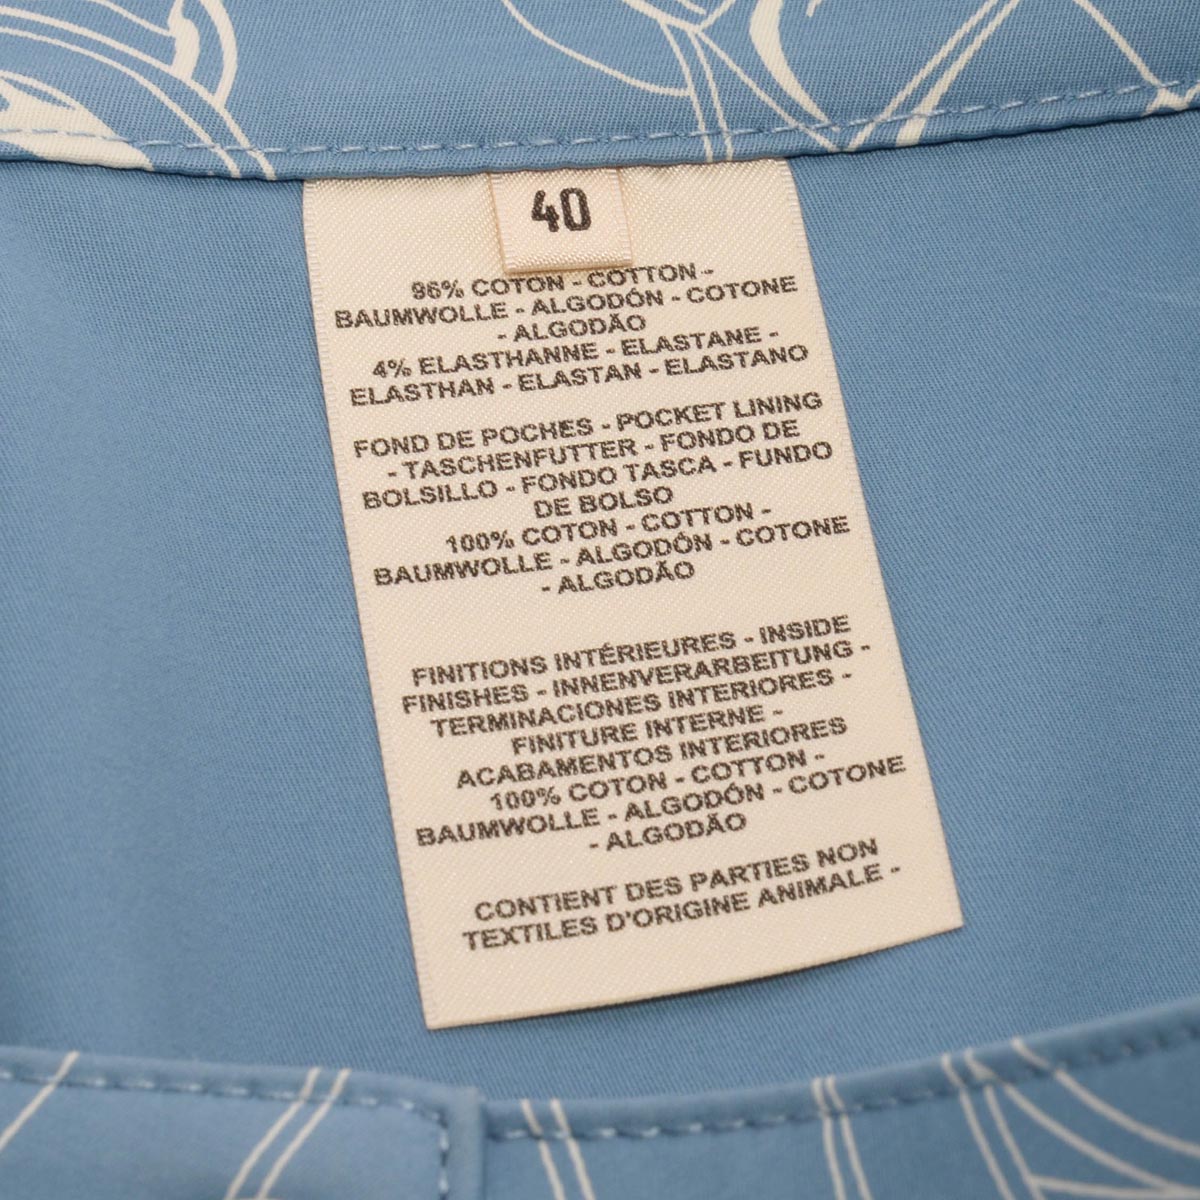 40
96% COTON - COTTON -
BAUMWOLLE - ALGODÓN - COTONE
- ALGODÃO
4% ELASTHANNE - ELASTANE -
ELASTHAN - ELASTAN - ELASTANO
FOND DE POCHES - POCKET LINING
- TASCHENFUTTER - FONDO DE
BOLSILLO - FONDO TASCA - FUNDO
DE BOLSO
100% COTON - COTTON -
BAUMWOLLE - ALGODÓN - COTONE
- ALGODÃO
FINITIONS INTÉRIEURES - INSIDE
FINISHES - INNENVERARBEITUNG -
TERMINACIONES INTERIORES -
FINITURE INTERNE -
ACABAMENTOS INTERIORES
100% COTON - COTTON -
BAUMWOLLE - ALGODÓN - COTONE
- ALGODÃO
CONTIENT DES PARTIES NON
TEXTILES D'ORIGINE ANIMALE -